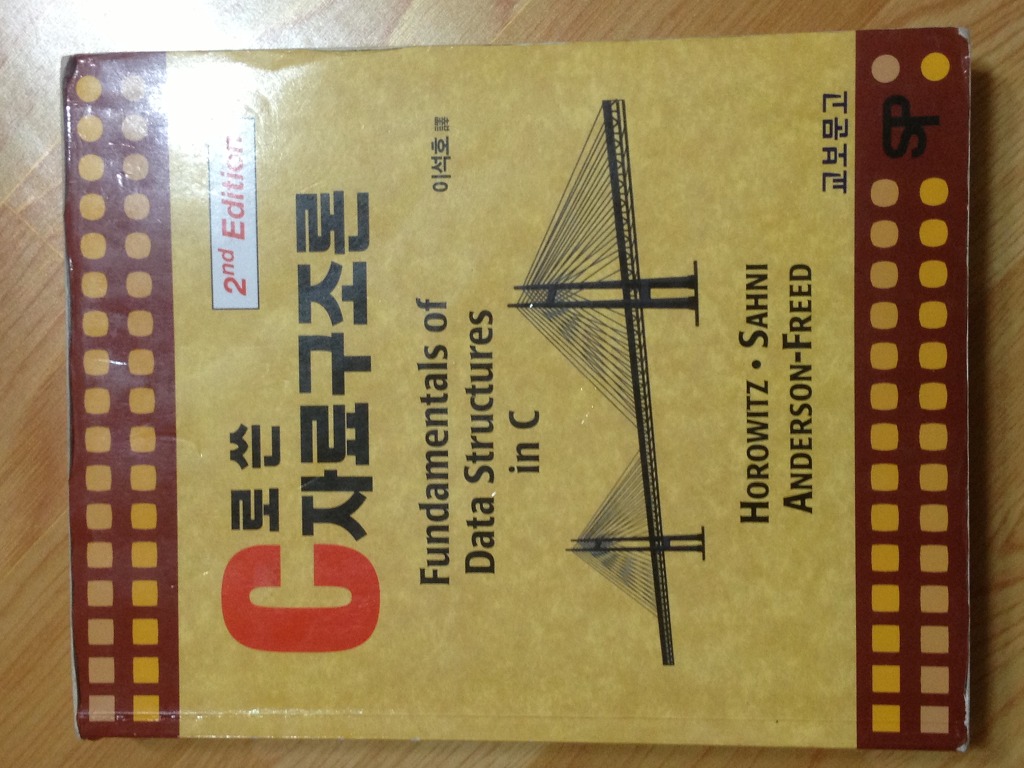 2nd Edition
C로 쓴
자료구조론
이석호 譯
Fundamentals of
Data Structures
in C
HOROWITZ • SAHNI
ANDERSON-FREED
교보문고
SP